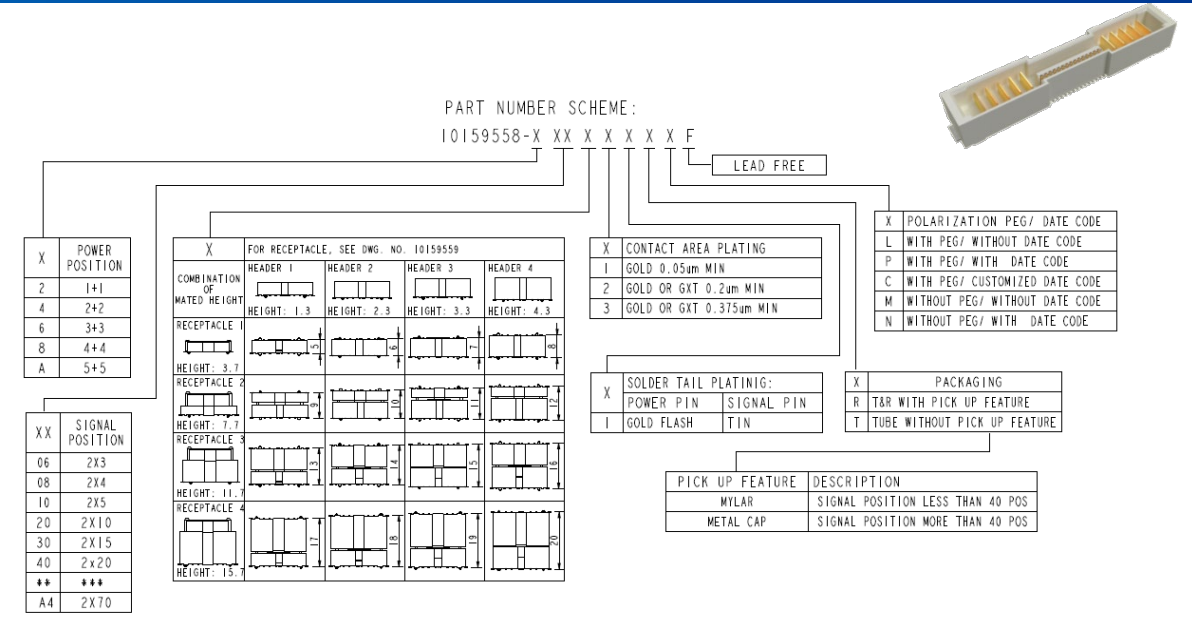 PART NUMBER SCHEME:
10159558-X XX X X X X X F
LEAD FREE
X POWER POSITION
2 1+1
4 2+2
6 3+3
8 4+4
A 5+5
XX SIGNAL POSITION
06 2X3
08 2X4
10 2X5
20 2X10
30 2X15
40 2x20
** ***
A4 2X70
X FOR RECEPTACLE, SEE DWG. NO. 10159559
COMBINATION OF MATED HEIGHT
HEADER 1 HEADER 2 HEADER 3 HEADER 4
HEIGHT: 1.3 HEIGHT: 2.3 HEIGHT: 3.3 HEIGHT: 4.3
RECEPTACLE 1
5 6 7 8
HEIGHT: 3.7
RECEPTACLE 2
9 10 11 12
HEIGHT: 7.7
RECEPTACLE 3
13 14 15 16
HEIGHT: 11.7
RECEPTACLE 4
17 18 19 20
HEIGHT: 15.7
X CONTACT AREA PLATING
1 GOLD 0.05um MIN
2 GOLD OR GXT 0.2um MIN
3 GOLD OR GXT 0.375um MIN
X SOLDER TAIL PLATINIG:
POWER PIN SIGNAL PIN
1 GOLD FLASH TIN
X POLARIZATION PEG/ DATE CODE
L WITH PEG/ WITHOUT DATE CODE
P WITH PEG/ WITH DATE CODE
C WITH PEG/ CUSTOMIZED DATE CODE
M WITHOUT PEG/ WITHOUT DATE CODE
N WITHOUT PEG/ WITH DATE CODE
X PACKAGING
R T&R WITH PICK UP FEATURE
T TUBE WITHOUT PICK UP FEATURE
PICK UP FEATURE DESCRIPTION
MYLAR SIGNAL POSITION LESS THAN 40 POS
METAL CAP SIGNAL POSITION MORE THAN 40 POS